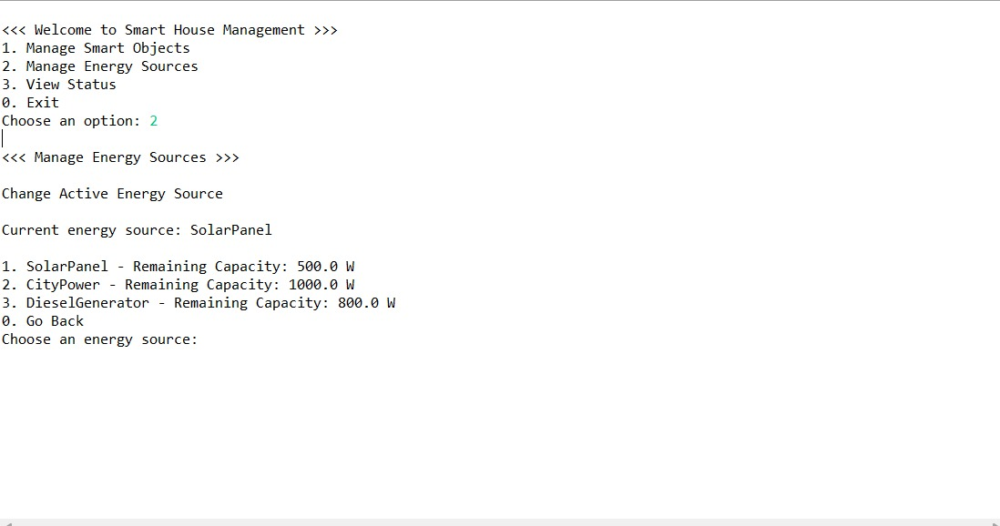 <<< Welcome to Smart House Management >>>
1. Manage Smart Objects
2. Manage Energy Sources
3. View Status
0. Exit
Choose an option: 2
<<< Manage Energy Sources >>>
Change Active Energy Source
Current energy source: SolarPanel
1. SolarPanel - Remaining Capacity: 500.0 W
2. CityPower - Remaining Capacity: 1000.0 W
3. DieselGenerator - Remaining Capacity: 800.0 W
0. Go Back
Choose an energy source: